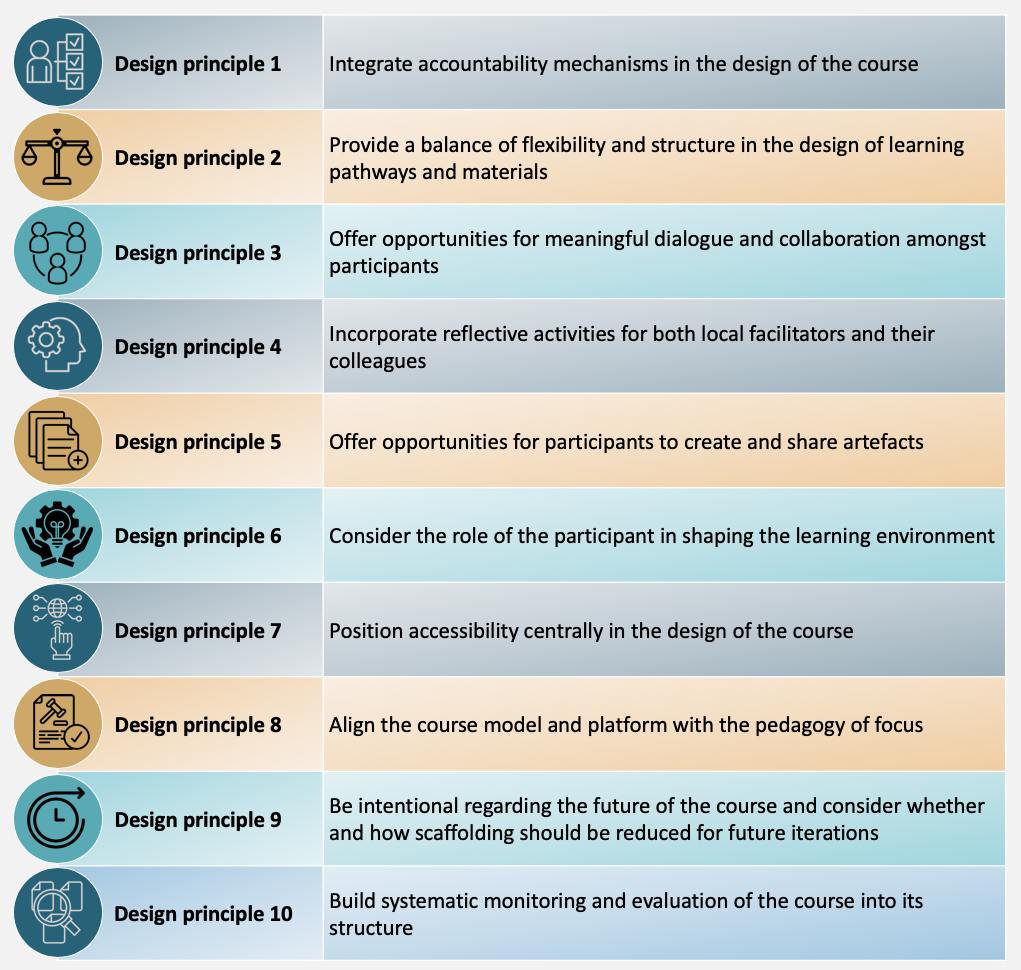 Design principle 1
Integrate accountability mechanisms in the design of the course
Design principle 2
Provide a balance of flexibility and structure in the design of learning
pathways and materials
Design principle 3
Offer opportunities for meaningful dialogue and collaboration amongst
participants
Design principle 4
Incorporate reflective activities for both local facilitators and their
colleagues
Design principle 5
Offer opportunities for participants to create and share artefacts
Design principle 6
Consider the role of the participant in shaping the learning environment
Design principle 7
Position accessibility centrally in the design of the course
Design principle 8
Align the course model and platform with the pedagogy of focus
Design principle 9
Be intentional regarding the future of the course and consider whether
and how scaffolding should be reduced for future iterations
Design principle 10
Build systematic monitoring and evaluation of the course into its
structure